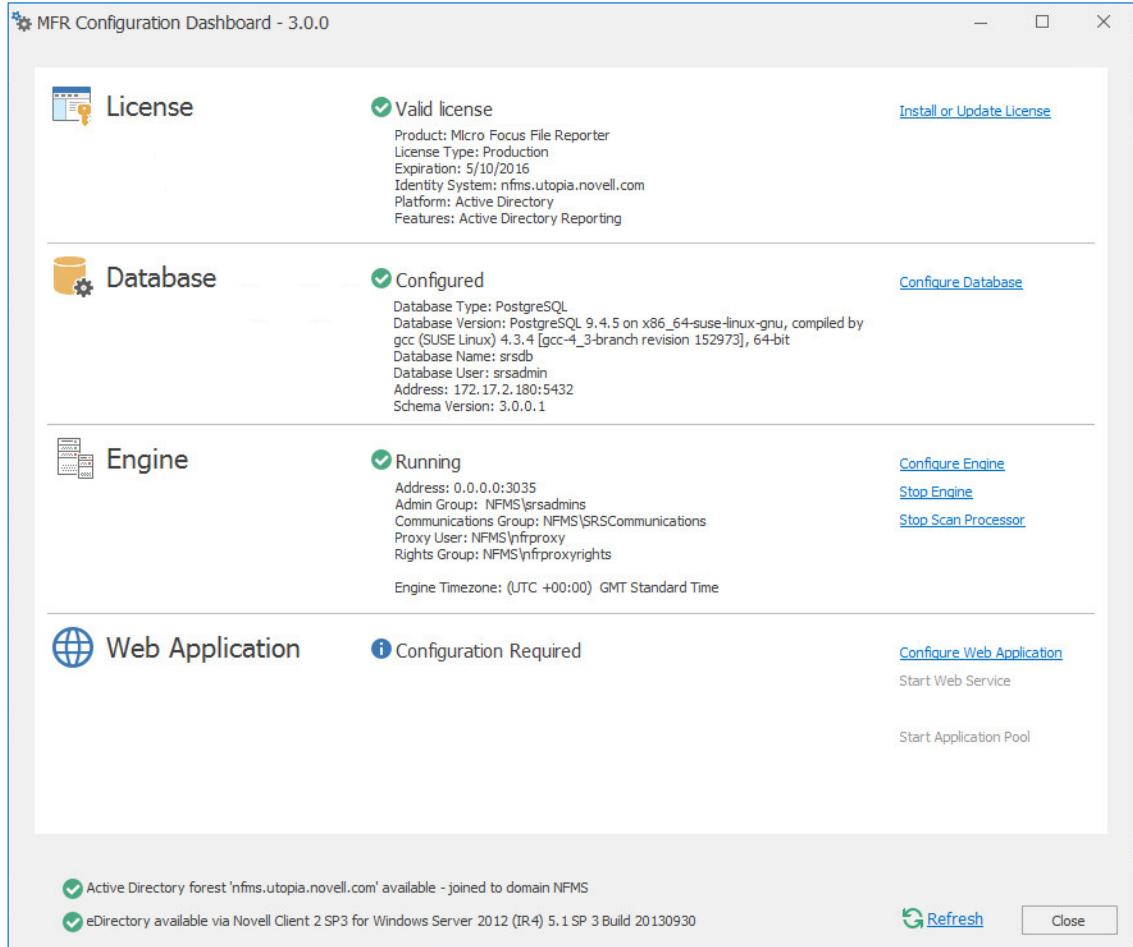 MFR Configuration Dashboard - 3.0.0
License
Valid license
Install or Update License
Product: MIcro Focus File Reporter
License Type: Production
Expiration: 5/10/2016
Identity System: nfms.utopia.novell.com
Platform: Active Directory
Features: Active Directory Reporting
Database
Configured
Configure Database
Database Type: PostgreSQL
Database Version: PostgreSQL 9.4.5 on x86_64-suse-linux-gnu, compiled by
gcc (SUSE Linux) 4.3.4 [gcc-4_3-branch revision 152973], 64-bit
Database Name: srsdb
Database User: srsadmin
Address: 172.17.2.180:5432
Schema Version: 3.0.0.1
Engine
Running
Configure Engine
Stop Engine
Stop Scan Processor
Address: 0.0.0.0:3035
Admin Group: NFMS\srsadmins
Communications Group: NFMS\SRSCommunications
Proxy User: NFMS\nfrproxy
Rights Group: NFMS\nfrproxyrights
Engine Timezone: (UTC +00:00) GMT Standard Time
Web Application
Configuration Required
Configure Web Application
Start Web Service
Start Application Pool
Active Directory forest 'nfms.utopia.novell.com' available - joined to domain NFMS
eDirectory available via Novell Client 2 SP3 for Windows Server 2012 (IR4) 5.1 SP 3 Build 20130930
Refresh
Close